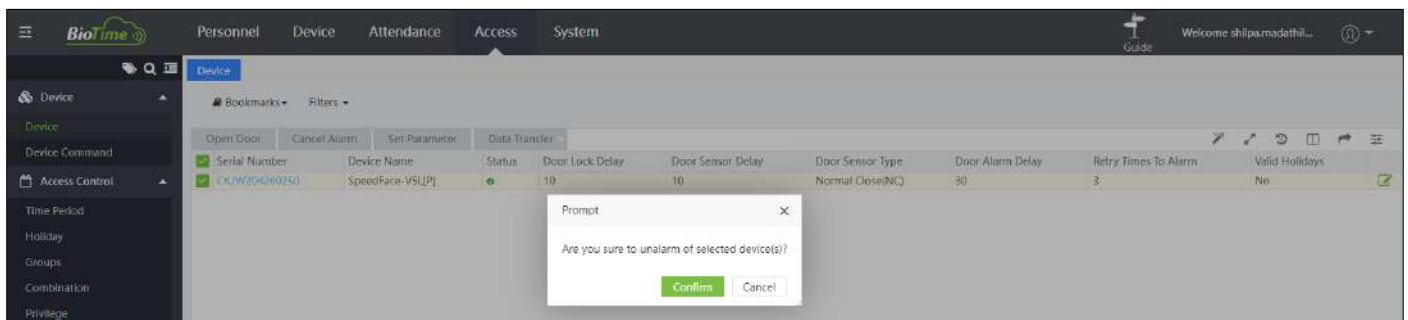 BioTime Personnel Device Attendance Access System Guide Welcome shilpa.madathil...
Device
Device
Bookmarks Filters
Device
Open Door Cancel Alarm Set Parameter Data Transfer
Device Command
Serial Number Device Name Status Door Lock Delay Door Sensor Delay Door Sensor Type Door Alarm Delay Retry Times To Alarm Valid Holidays
CKJW204260250 SpeedFace-V5L[P] 10 10 Normal Close(NC) 30 3 No
Access Control
Time Period
Holiday
Groups
Combination
Privilege
Prompt
Are you sure to unalarm of selected device(s)?
Confirm Cancel